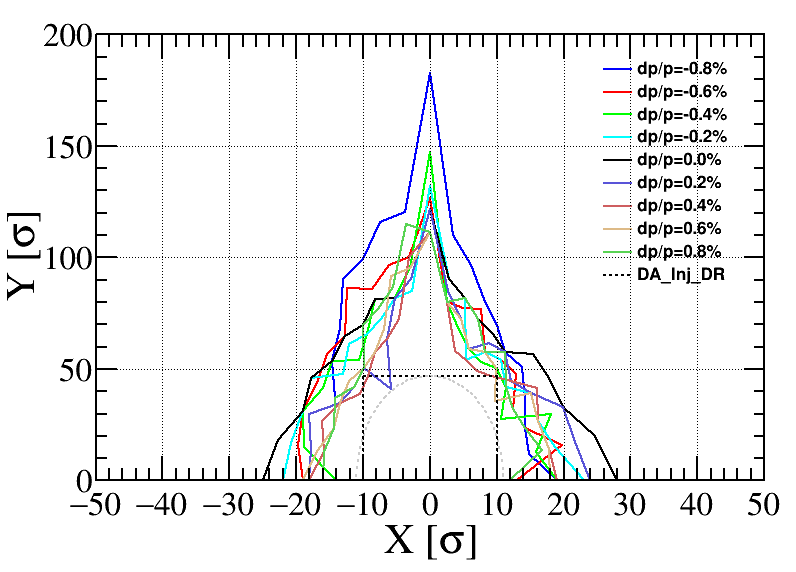 200
150
100
50
0
Y [σ]
dp/p=-0.8%
dp/p=-0.6%
dp/p=-0.4%
dp/p=-0.2%
dp/p=0.0%
dp/p=0.2%
dp/p=0.4%
dp/p=0.6%
dp/p=0.8%
DA_Inj_DR
−50 −40 −30 −20 −10 0 10 20 30 40 50
X [σ]